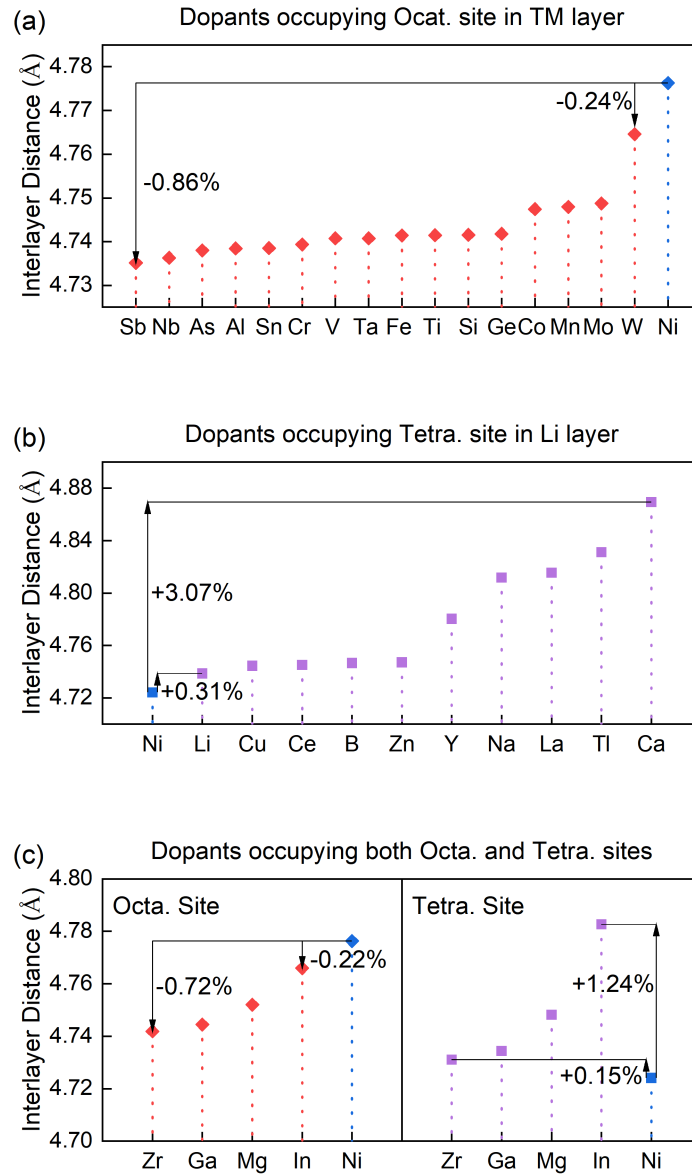 (a)
Dopants occupying Ocat. site in TM layer
Interlayer Distance (Å)
4.78
4.77
4.76
4.75
4.74
4.73
-0.24%
-0.86%
Sb Nb As Al Sn Cr V Ta Fe Ti Si Ge Co Mn Mo W Ni
(b)
Dopants occupying Tetra. site in Li layer
Interlayer Distance (Å)
4.88
4.84
4.80
4.76
4.72
+3.07%
+0.31%
Ni Li Cu Ce B Zn Y Na La Tl Ca
(c)
Dopants occupying both Octa. and Tetra. sites
Interlayer Distance (Å)
4.80
4.78
4.76
4.74
4.72
4.70
Octa. Site
-0.72%
-0.22%
Zr Ga Mg In Ni
Tetra. Site
+1.24%
+0.15%
Zr Ga Mg In Ni